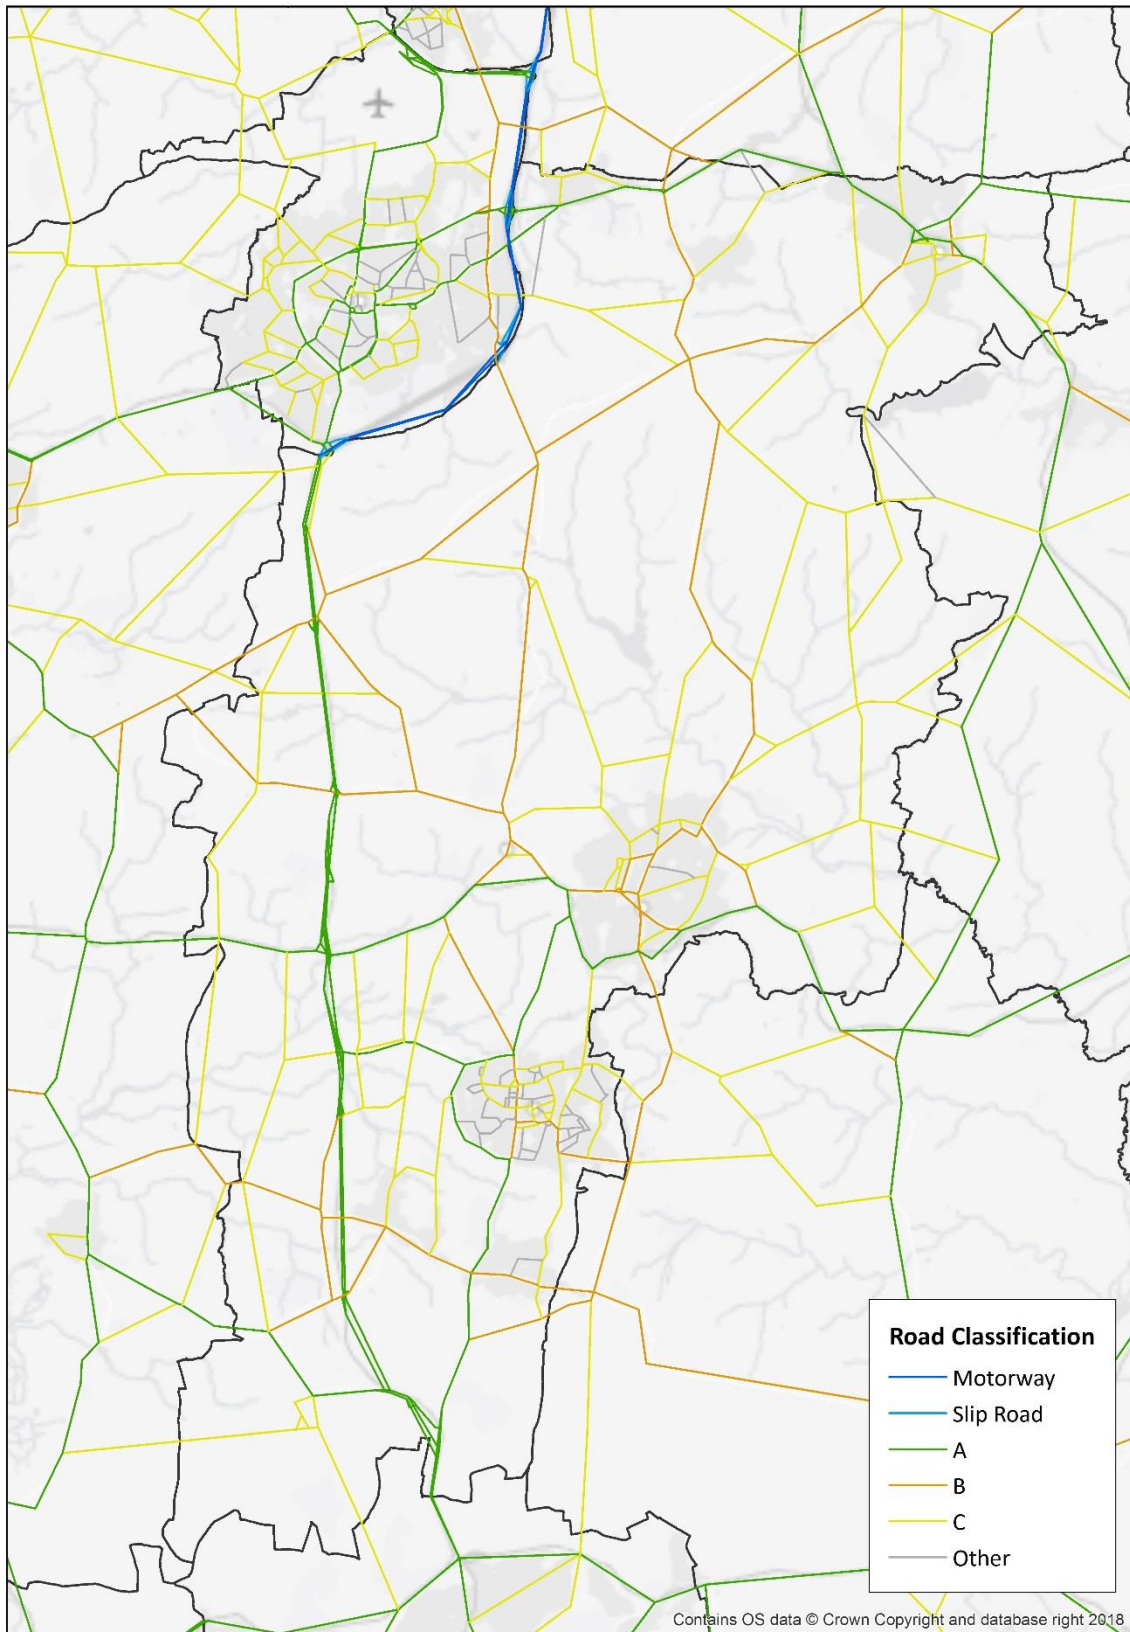 Road Classification
Motorway
Slip Road
A
B
C
Other
Contains OS data © Crown Copyright and database right 2018